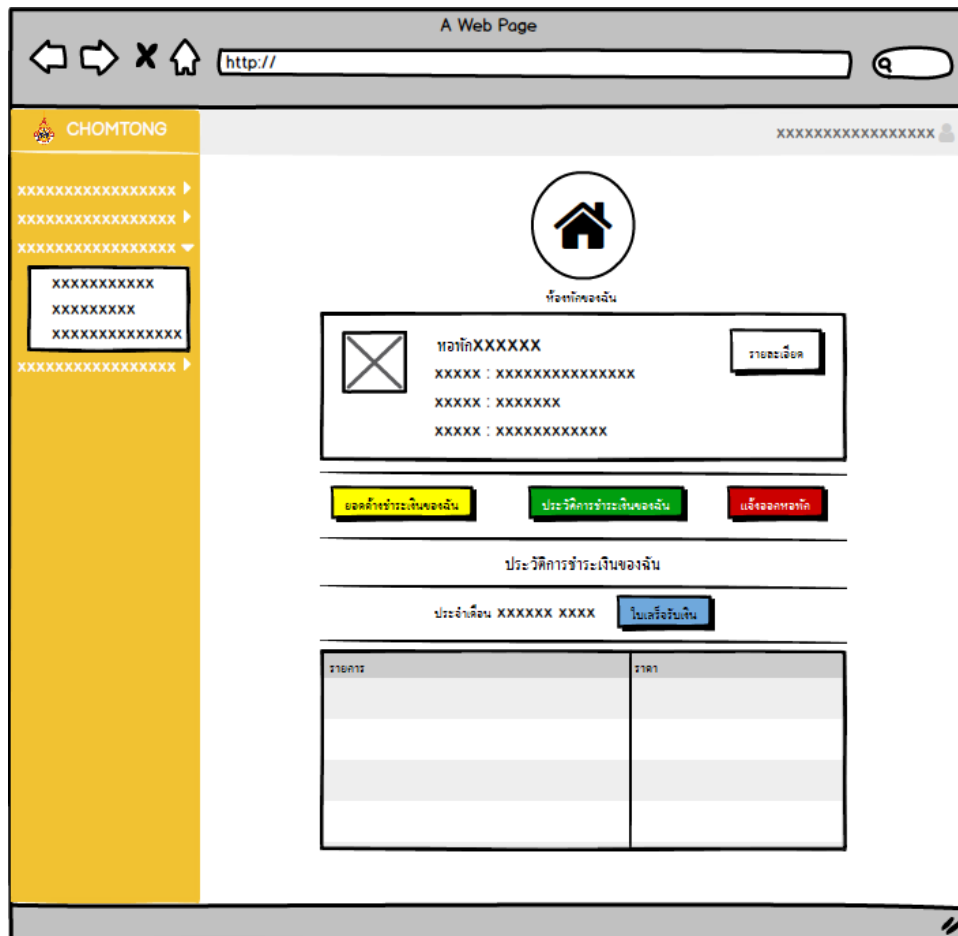 A Web Page
http://
CHOMTONG
xxxxxxxxxxxxxxxxx
xxxxxxxxxxxxxxxxx
xxxxxxxxxxxxxxxxx
xxxxxxxxxxxxxxxxx
xxxxxxxxxxx
xxxxxxxxx
xxxxxxxxxxxxxx
xxxxxxxxxxxxxxxxx
ห้องพักของฉัน
หอพักXXXXXX
xxxxx : xxxxxxxxxxxxxxx
xxxxx : xxxxxxx
xxxxx : xxxxxxxxxxxx
รายละเอียด
ยอดค้างชำระเงินของฉัน
ประวัติการชำระเงินของฉัน
แจ้งออกหอพัก
ประวัติการชำระเงินของฉัน
ประจำเดือน xxxxxx xxxx
ใบเสร็จรับเงิน
รายการ
ราคา